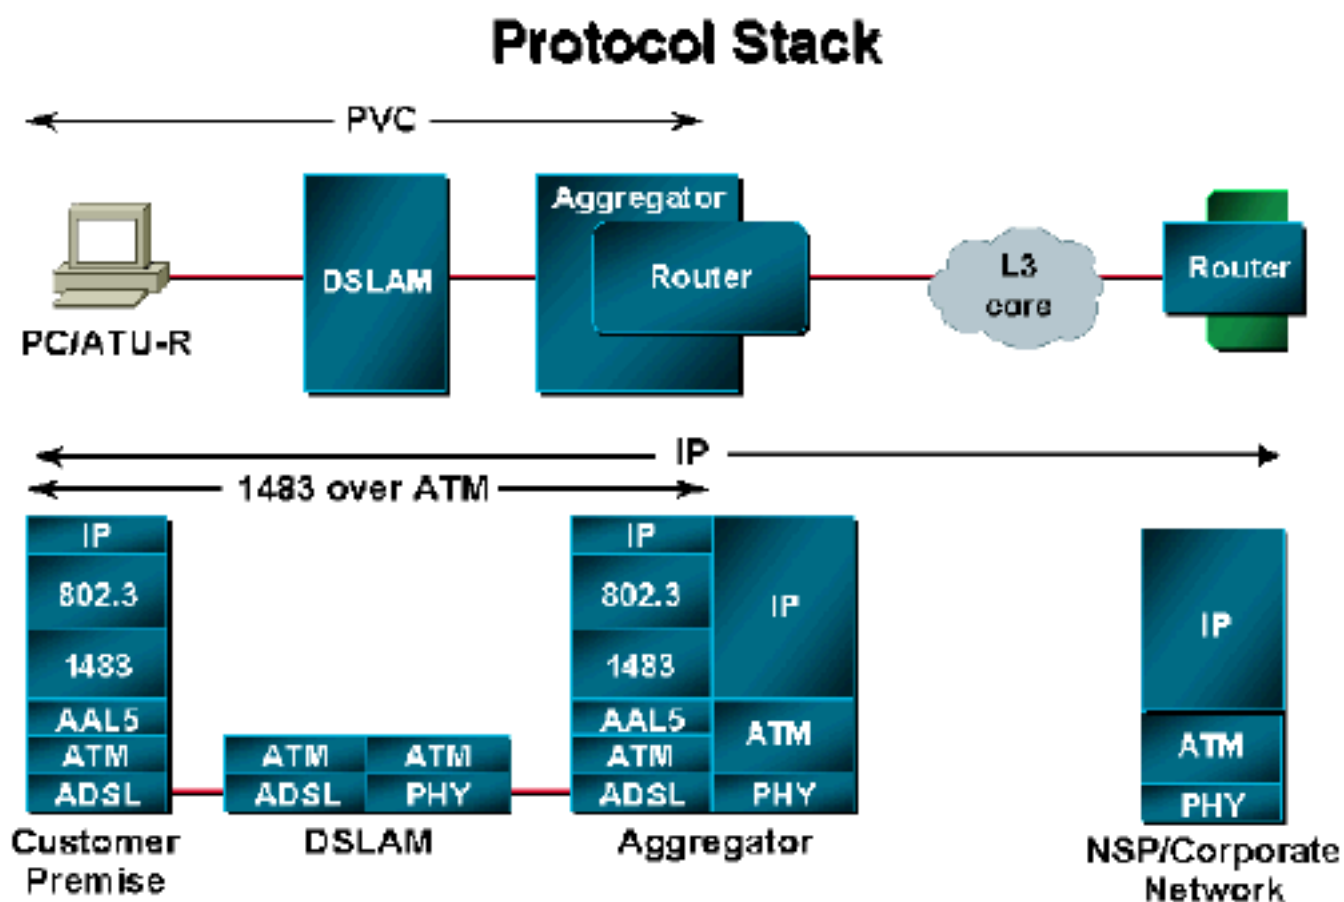 Protocol Stack
PVC
Aggregator
DSLAM
Router
L3
core
Router
PC/ATU-R
IP
1483 over ATM
IP
802.3
1483
AAL5
ATM
ADSL
ATM
ATM
ADSL
PHY
IP
802.3
1483
AAL5
ATM
ADSL
IP
ATM
PHY
IP
ATM
PHY
Customer
Premise
DSLAM
Aggregator
NSP/Corporate
Network